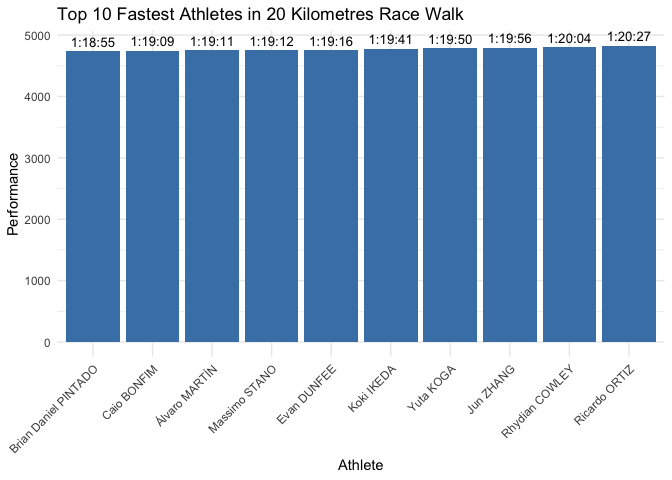 Top 10 Fastest Athletes in 20 Kilometres Race Walk
5000
1:18:55 1:19:09 1:19:11 1:19:12 1:19:16 1:19:41 1:19:50 1:19:56 1:20:04 1:20:27
4000
3000
2000
1000
0
Performance
Brian Daniel PINTADO
Caio BONFIM
Álvaro MARTÍN
Massimo STANO
Evan DUNFEE
Koki IKEDA
Yuta KOGA
Jun ZHANG
Rhydian COWLEY
Ricardo ORTIZ
Athlete